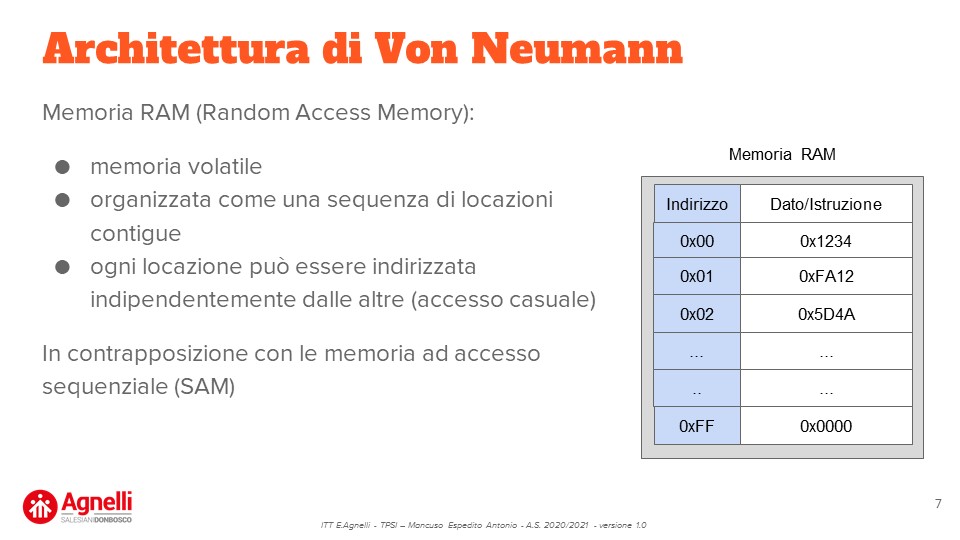 Architettura di Von Neumann
Memoria RAM (Random Access Memory):
● memoria volatile
● organizzata come una sequenza di locazioni
contigue
● ogni locazione può essere indirizzata
indipendentemente dalle altre (accesso casuale)
In contrapposizione con le memoria ad accesso
sequenziale (SAM)
Memoria RAM
Indirizzo Dato/Istruzione
0x00 0x1234
0x01 0xFA12
0x02 0x5D4A
... ...
.. ...
0xFF 0x0000
Agnelli
SALESIANI DONBOSCO
ITT E.Agnelli - TPSI – Mancuso Espedito Antonio - A.S. 2020/2021 - versione 1.0
7